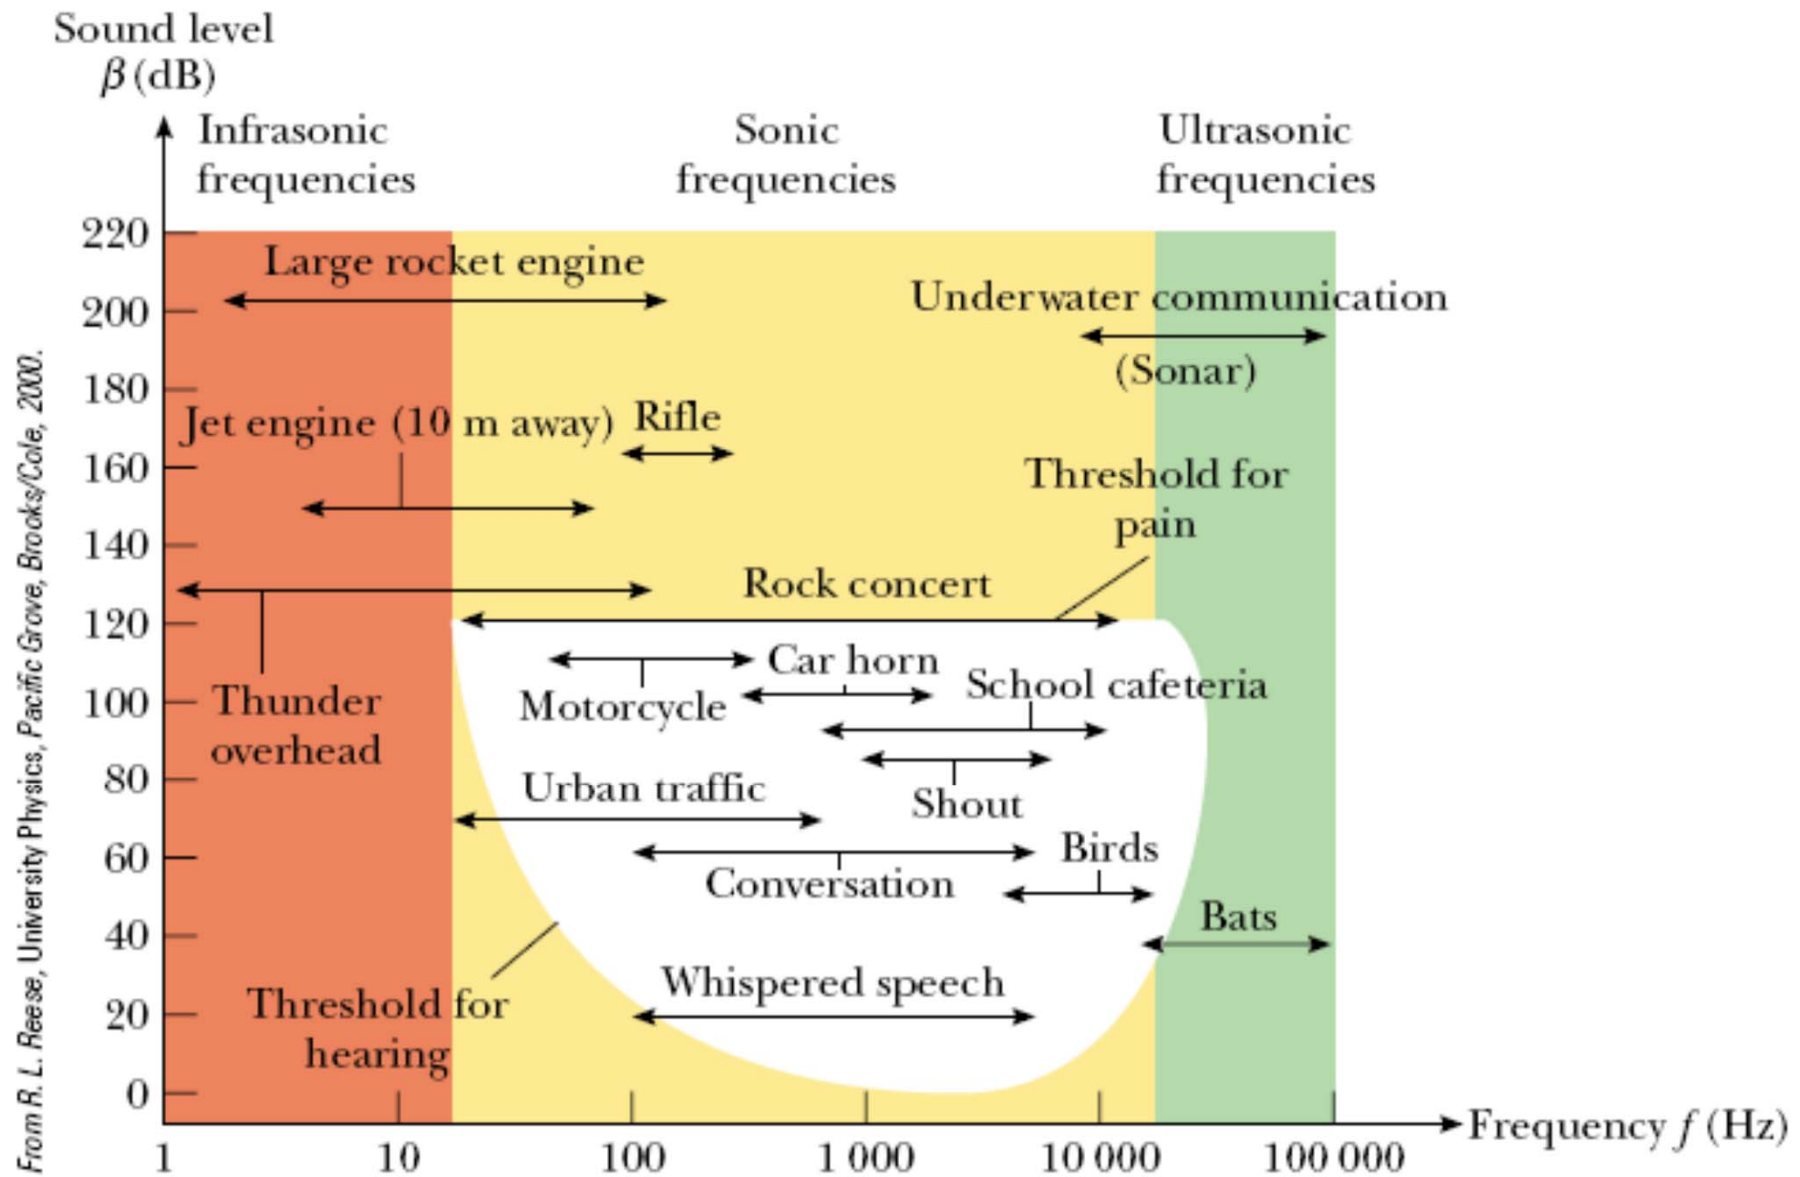 Sound level
β (dB)
Infrasonic
frequencies
Sonic
frequencies
Ultrasonic
frequencies
220
Large rocket engine
Underwater communication
200
(Sonar)
180
Jet engine (10 m away)
Rifle
160
Threshold for
pain
140
Rock concert
120
Car horn
School cafeteria
Motorcycle
100
Thunder
overhead
80
Urban traffic
Shout
Birds
60
Conversation
Bats
40
Whispered speech
Threshold for
hearing
20
0
Frequency f (Hz)
1
10
100
1 000
10 000
100 000
From R. L. Reese, University Physics, Pacific Grove, Brooks/Cole, 2000.